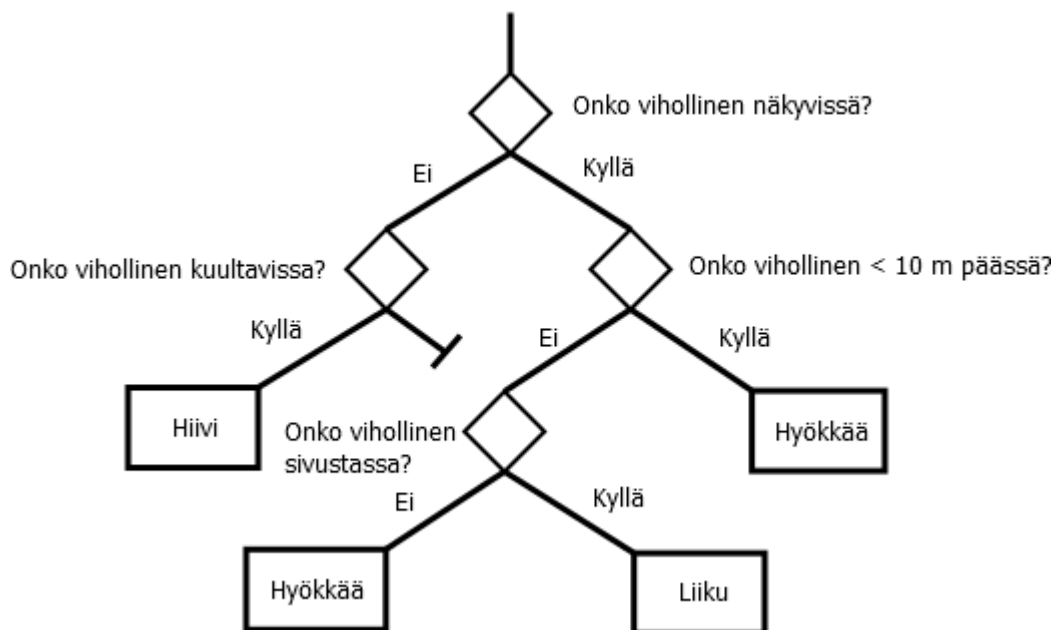 Onko vihollinen näkyvissä?
Ei
Kyllä
Onko vihollinen kuultavissa?
Onko vihollinen < 10 m päässä?
Kyllä
Ei
Kyllä
Hiivi
Onko vihollinen
sivustassa?
Hyökkää
Ei
Kyllä
Hyökkää
Liiku